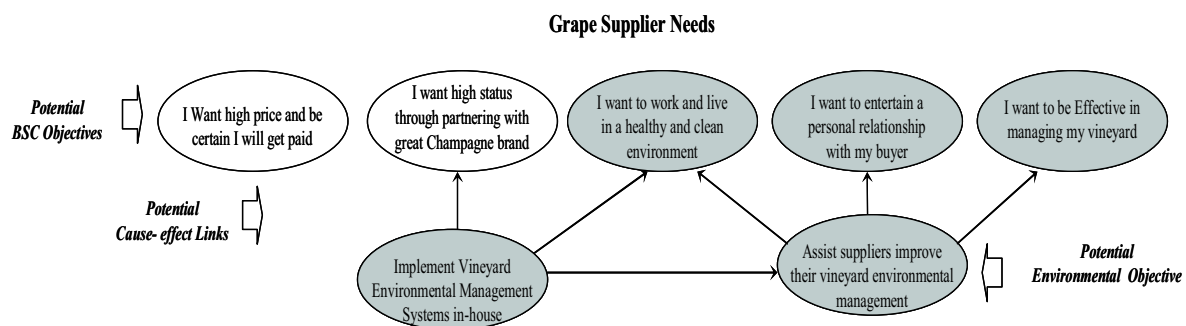 Grape Supplier Needs
Potential
BSC Objectives
I Want high price and be
certain I will get paid
I want high status
through partnering with
great Champagne brand
I want to work and live
in a healthy and clean
environment
I want to entertain a
personal relationship
with my buyer
I want to be Effective in
managing my vineyard
Potential
Cause- effect Links
Implement Vineyard
Environmental Management
Systems in-house
Assist suppliers improve
their vineyard environmental
management
Potential
Environmental Objective